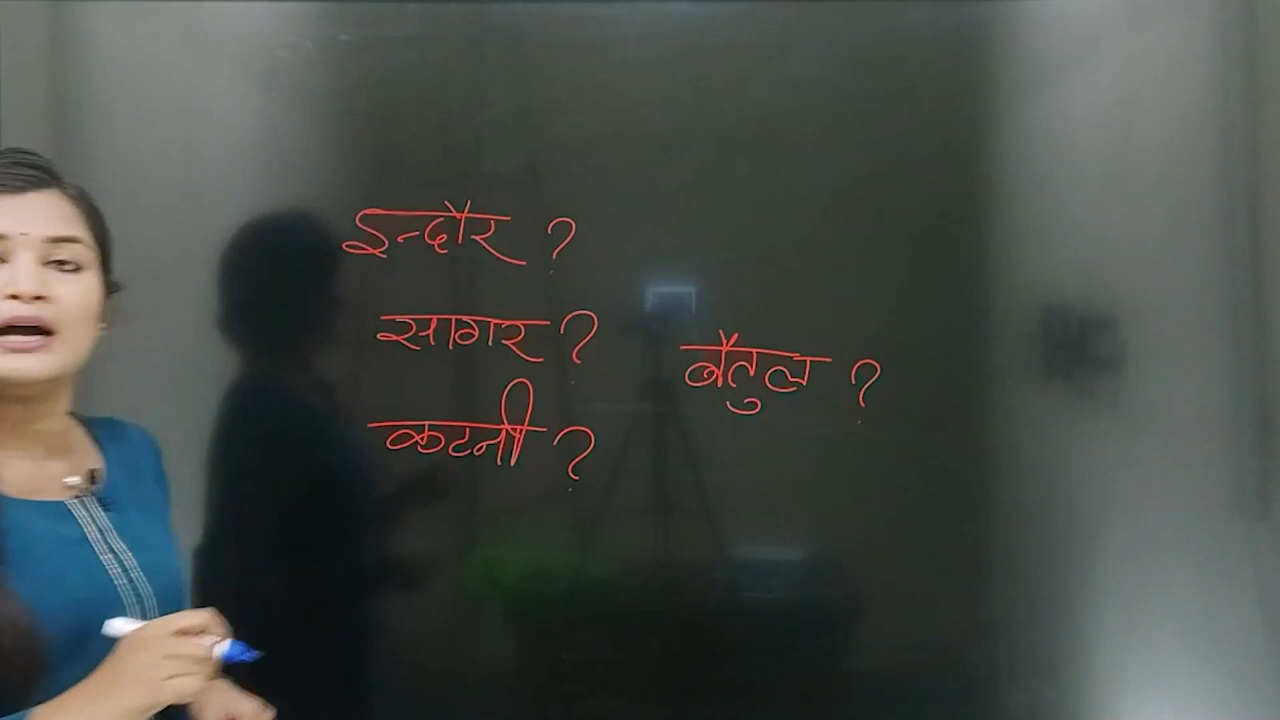 इन्दौर ?
सागर ?
बैतुल ?
कटनी ?